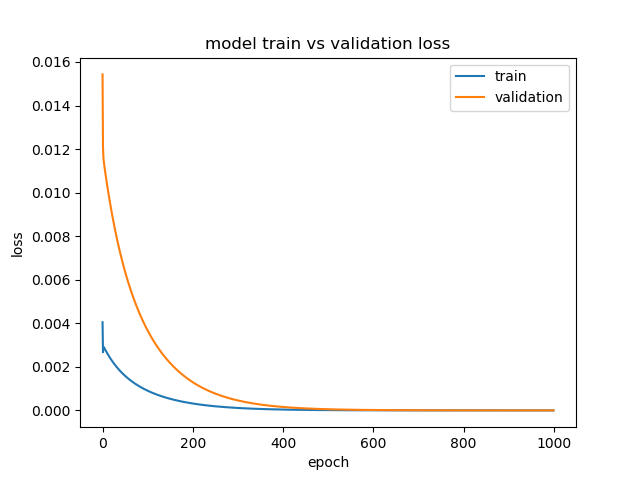 model train vs validation loss
train
validation
loss
0.016
0.014
0.012
0.010
0.008
0.006
0.004
0.002
0.000
0 200 400 600 800 1000
epoch